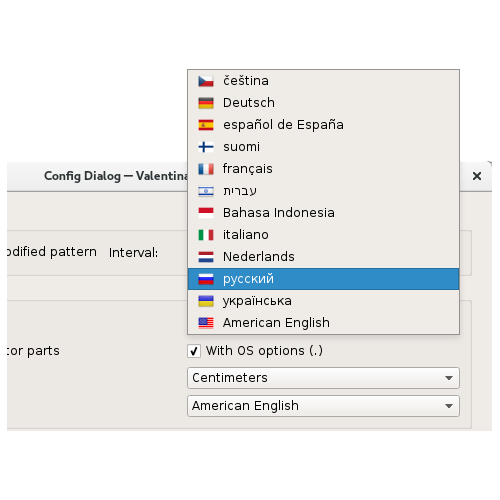 čeština
Deutsch
español de España
suomi
français
עברית
Bahasa Indonesia
italiano
Nederlands
русский
українська
American English
Config Dialog — Valentina
odified pattern Interval:
tor parts
With OS options (.)
Centimeters
American English